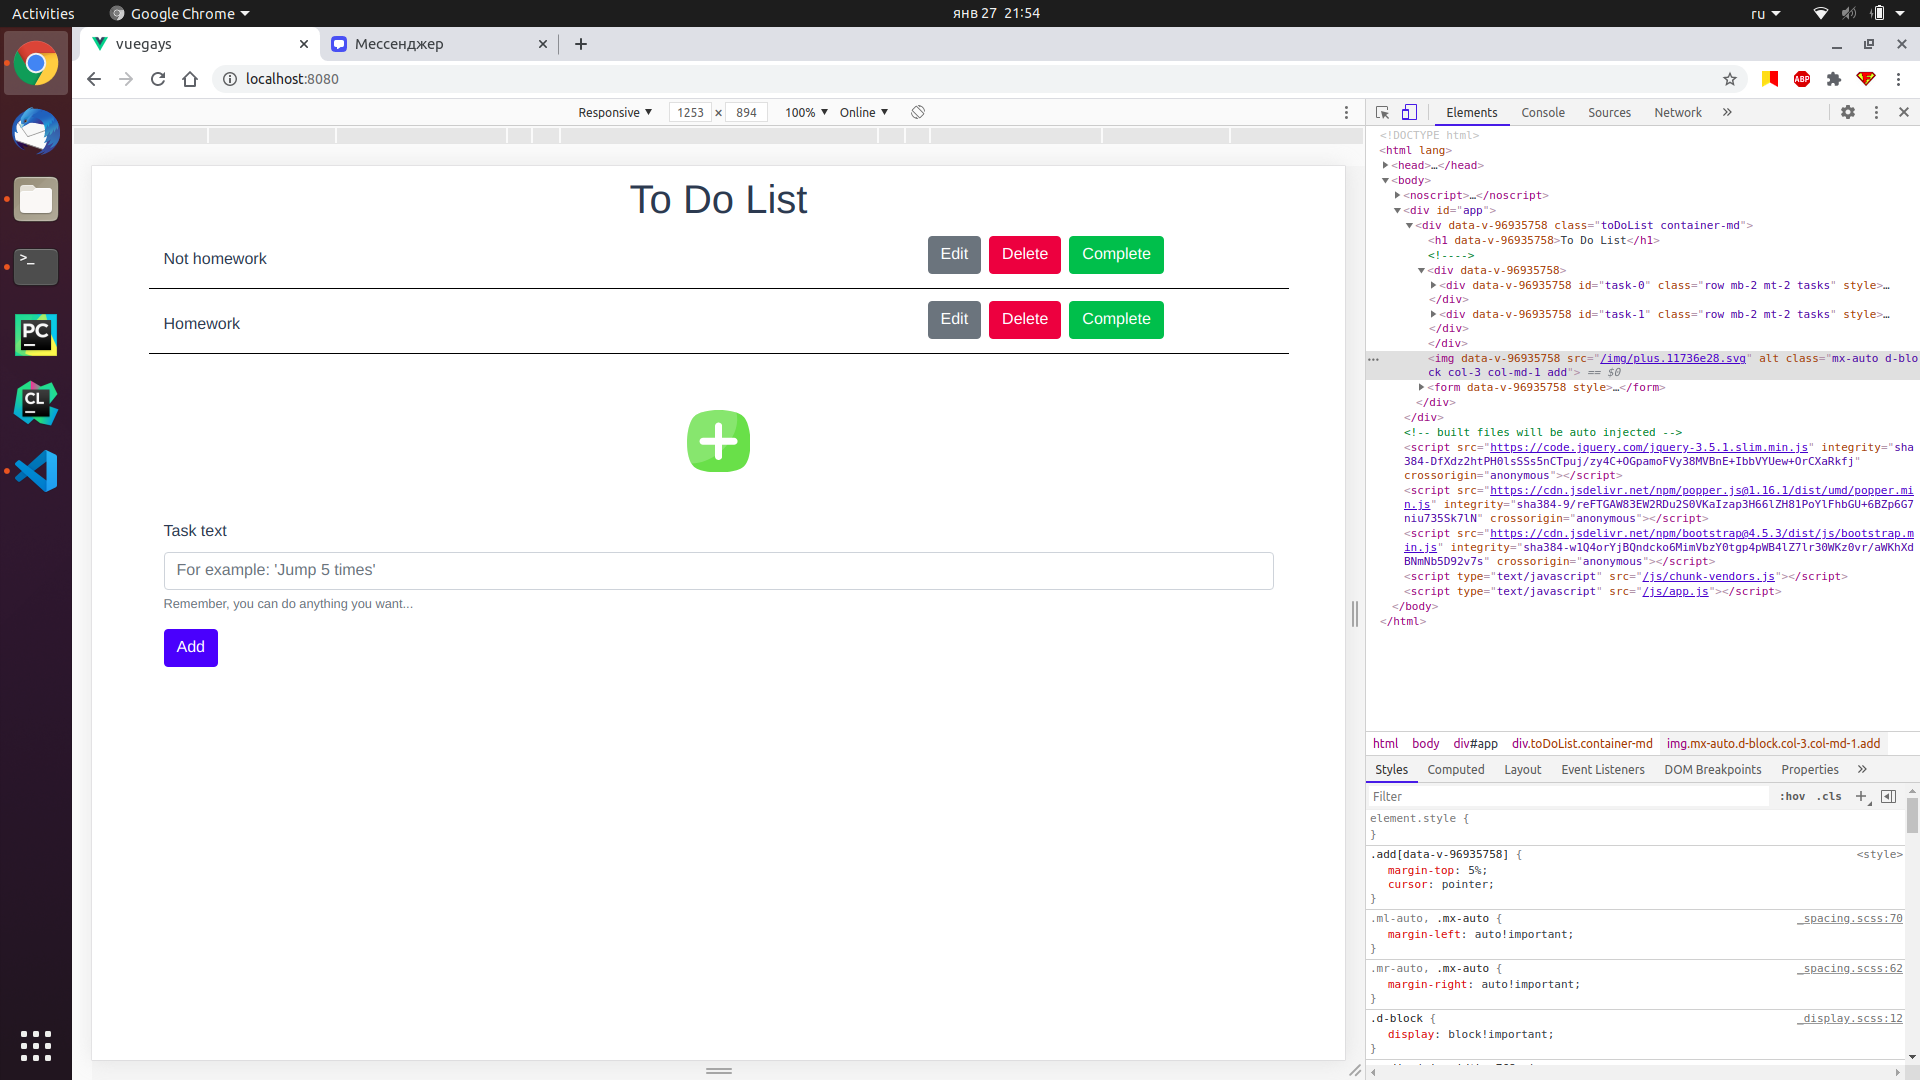 Activities
Google Chrome
янв 27 21:54
ru
vuegays
Мессенджер
localhost:8080
ABP
Responsive
1253 × 894
100%
Online
Elements
Console
Sources
Network
To Do List
Not homework
Edit
Delete
Complete
Homework
Edit
Delete
Complete
Task text
For example: 'Jump 5 times'
Remember, you can do anything you want...
Add
>_
PC
CL
<!DOCTYPE html>
<html lang>
<head>…</head>
<body>
<noscript>…</noscript>
<div id="app">
<div data-v-96935758 class="toDoList container-md">
<h1 data-v-96935758>To Do List</h1>
<!---->
<div data-v-96935758>
<div data-v-96935758 id="task-0" class="row mb-2 mt-2 tasks" style>…
</div>
<div data-v-96935758 id="task-1" class="row mb-2 mt-2 tasks" style>…
</div>
</div>
<img data-v-96935758 src="/img/plus.11736e28.svg" alt class="mx-auto d-blo
ck col-3 col-md-1 add"> == $0
<form data-v-96935758 style>…</form>
</div>
</div>
<!-- built files will be auto injected -->
<script src="https://code.jquery.com/jquery-3.5.1.slim.min.js" integrity="sha
384-DfXdz2htPH0lsSSs5nCTpuj/zy4C+OGpamoFVy38MVBnE+IbbVYUew+OrCXaRkfj"
crossorigin="anonymous"></script>
<script src="https://cdn.jsdelivr.net/npm/popper.js@1.16.1/dist/umd/popper.mi
n.js" integrity="sha384-9/reFTGAW83EW2RDu2S0VKaIzap3H66lZH81PoYlFhbGU+6BZp6G7
niu735Sk7lN" crossorigin="anonymous"></script>
<script src="https://cdn.jsdelivr.net/npm/bootstrap@4.5.3/dist/js/bootstrap.m
in.js" integrity="sha384-w1Q4orYjBQndcko6MimVbzY0tgp4pWB4lZ7lr30WKz0vr/aWKhXd
BNmNb5D92v7s" crossorigin="anonymous"></script>
<script type="text/javascript" src="/js/chunk-vendors.js"></script>
<script type="text/javascript" src="/js/app.js"></script>
</body>
</html>
html
body
div#app
div.toDoList.container-md
img.mx-auto.d-block.col-3.col-md-1.add
Styles
Computed
Layout
Event Listeners
DOM Breakpoints
Properties
Filter
:hov
.cls
element.style {
}
.add[data-v-96935758] {
<style>
margin-top: 5%;
cursor: pointer;
}
.ml-auto, .mx-auto {
_spacing.scss:70
margin-left: auto!important;
}
.mr-auto, .mx-auto {
_spacing.scss:62
margin-right: auto!important;
}
.d-block {
_display.scss:12
display: block!important;
}